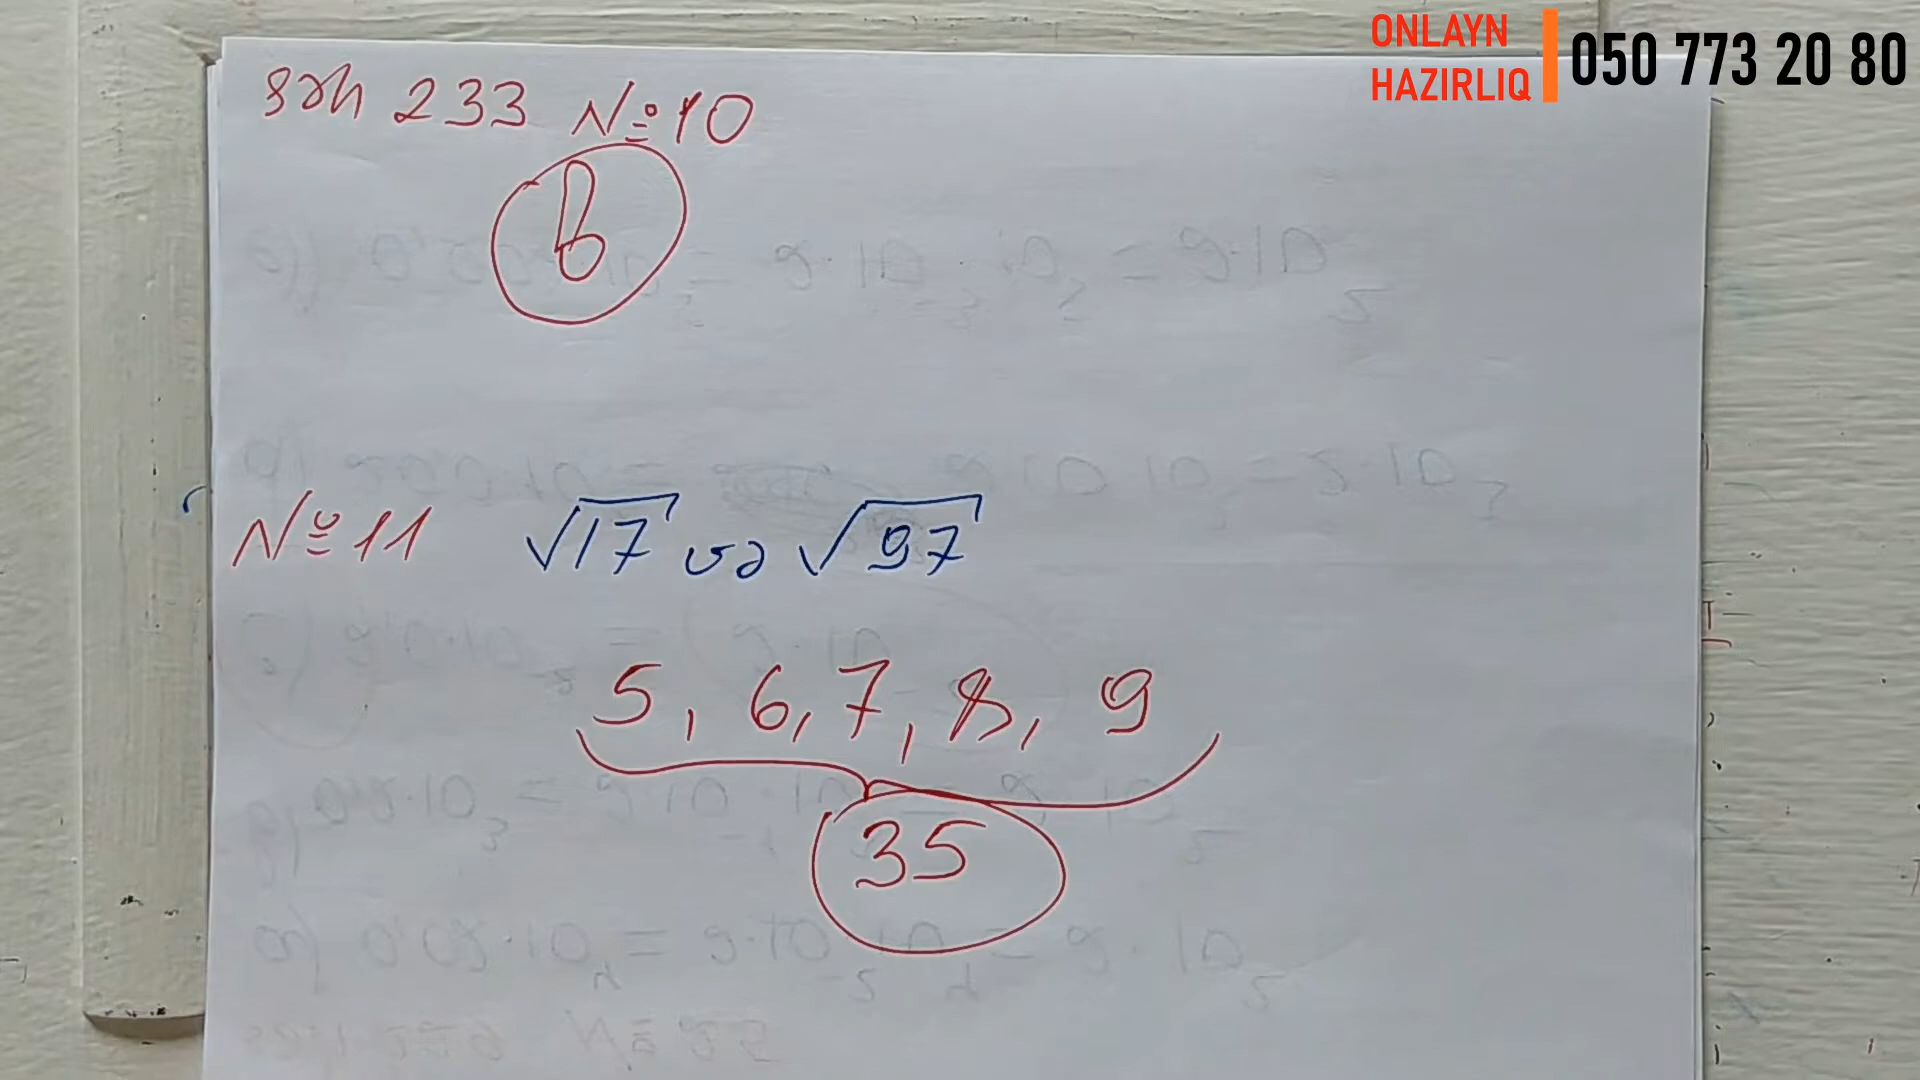 ONLAYN
HAZIRLIQ
050 773 20 80
səh 233 №10
B
№11 √17 və √97
5, 6, 7, 8, 9
35